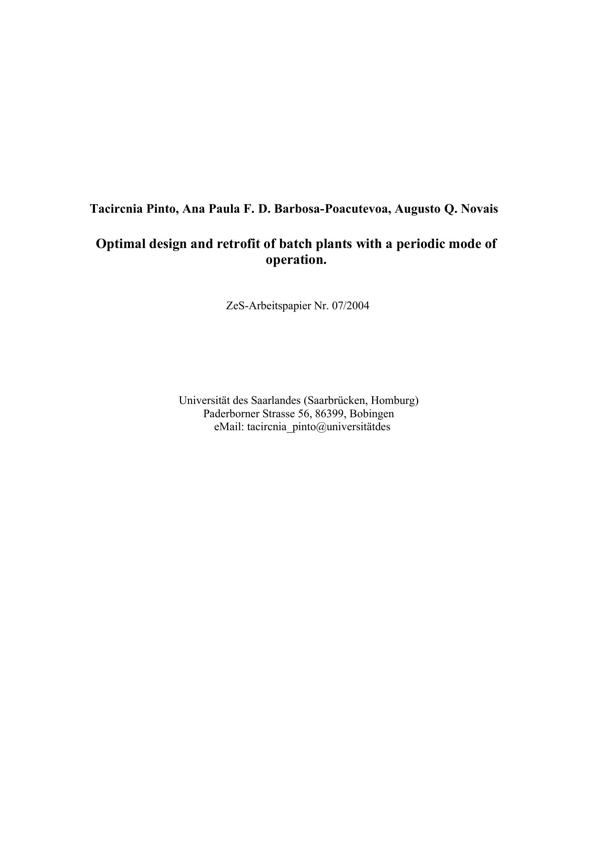 Tacircnia Pinto, Ana Paula F. D. Barbosa-Poacutevoa, Augusto Q. Novais
Optimal design and retrofit of batch plants with a periodic mode of
operation.
ZeS-Arbeitspapier Nr. 07/2004
Universität des Saarlandes (Saarbrücken, Homburg)
Paderborner Strasse 56, 86399, Bobingen
eMail: tacircnia_pinto@universitätdes